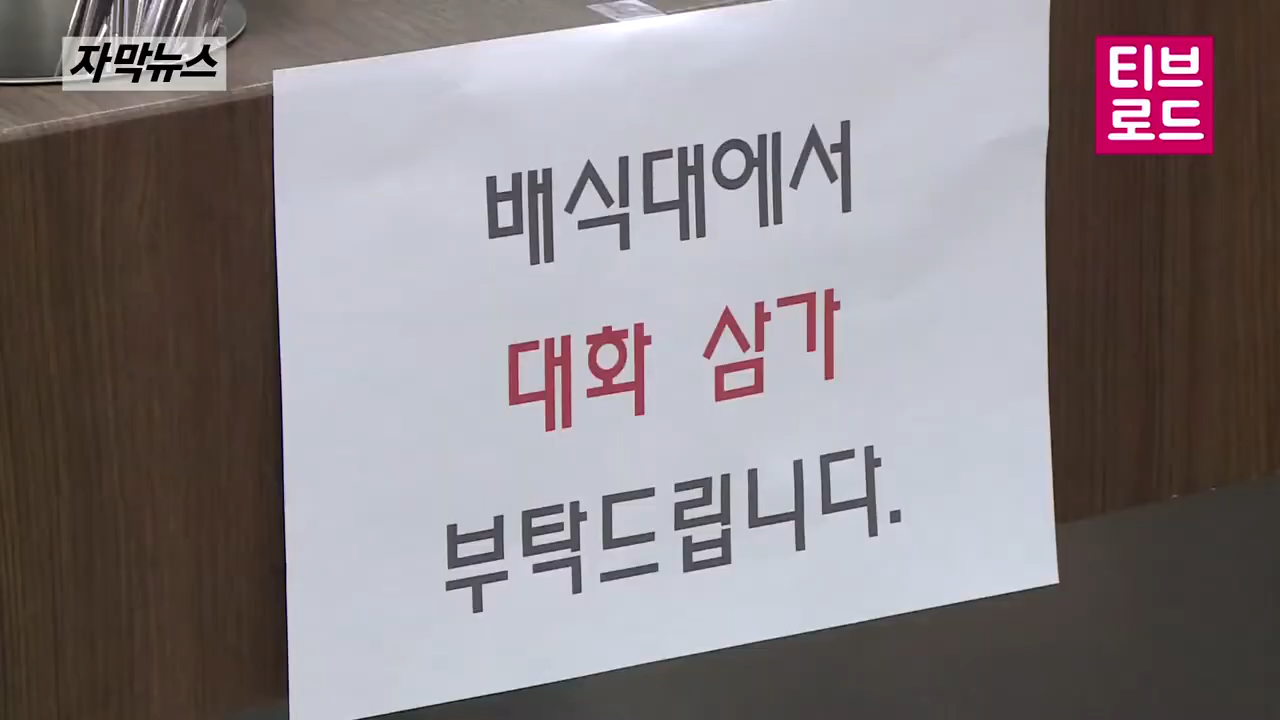 자막뉴스
티브
로드
배식대에서
대화 삼가
부탁드립니다.